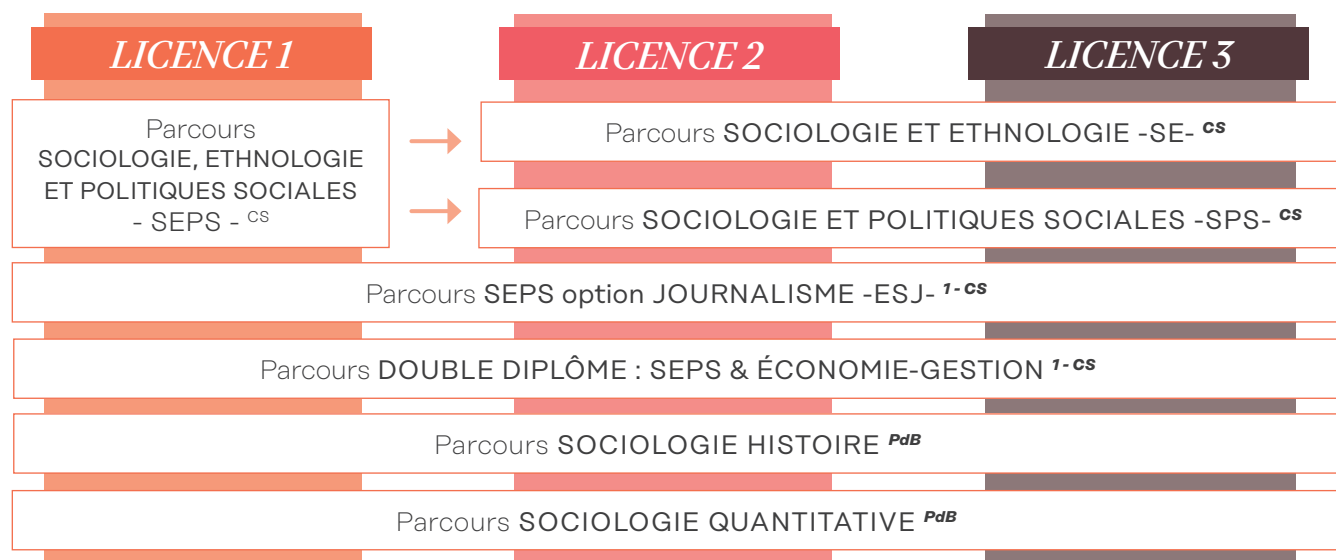 LICENCE 1
LICENCE 2
LICENCE 3
Parcours
SOCIOLOGIE, ETHNOLOGIE
ET POLITIQUES SOCIALES
- SEPS - CS
Parcours SOCIOLOGIE ET ETHNOLOGIE -SE- CS
Parcours SOCIOLOGIE ET POLITIQUES SOCIALES -SPS- CS
Parcours SEPS option JOURNALISME -ESJ- 1 - CS
Parcours DOUBLE DIPLÔME : SEPS & ÉCONOMIE-GESTION 1 - CS
Parcours SOCIOLOGIE HISTOIRE PdB
Parcours SOCIOLOGIE QUANTITATIVE PdB